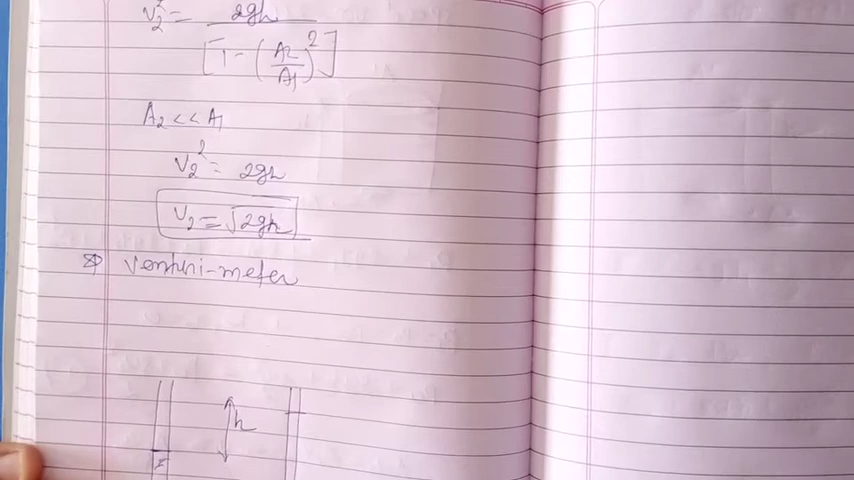 v₂² = 2gh / [1 - (A₂/A₁)²]
A₂ << A₁
v₂² = 2gh
v₂ = √2gh
Venturi-meter
h